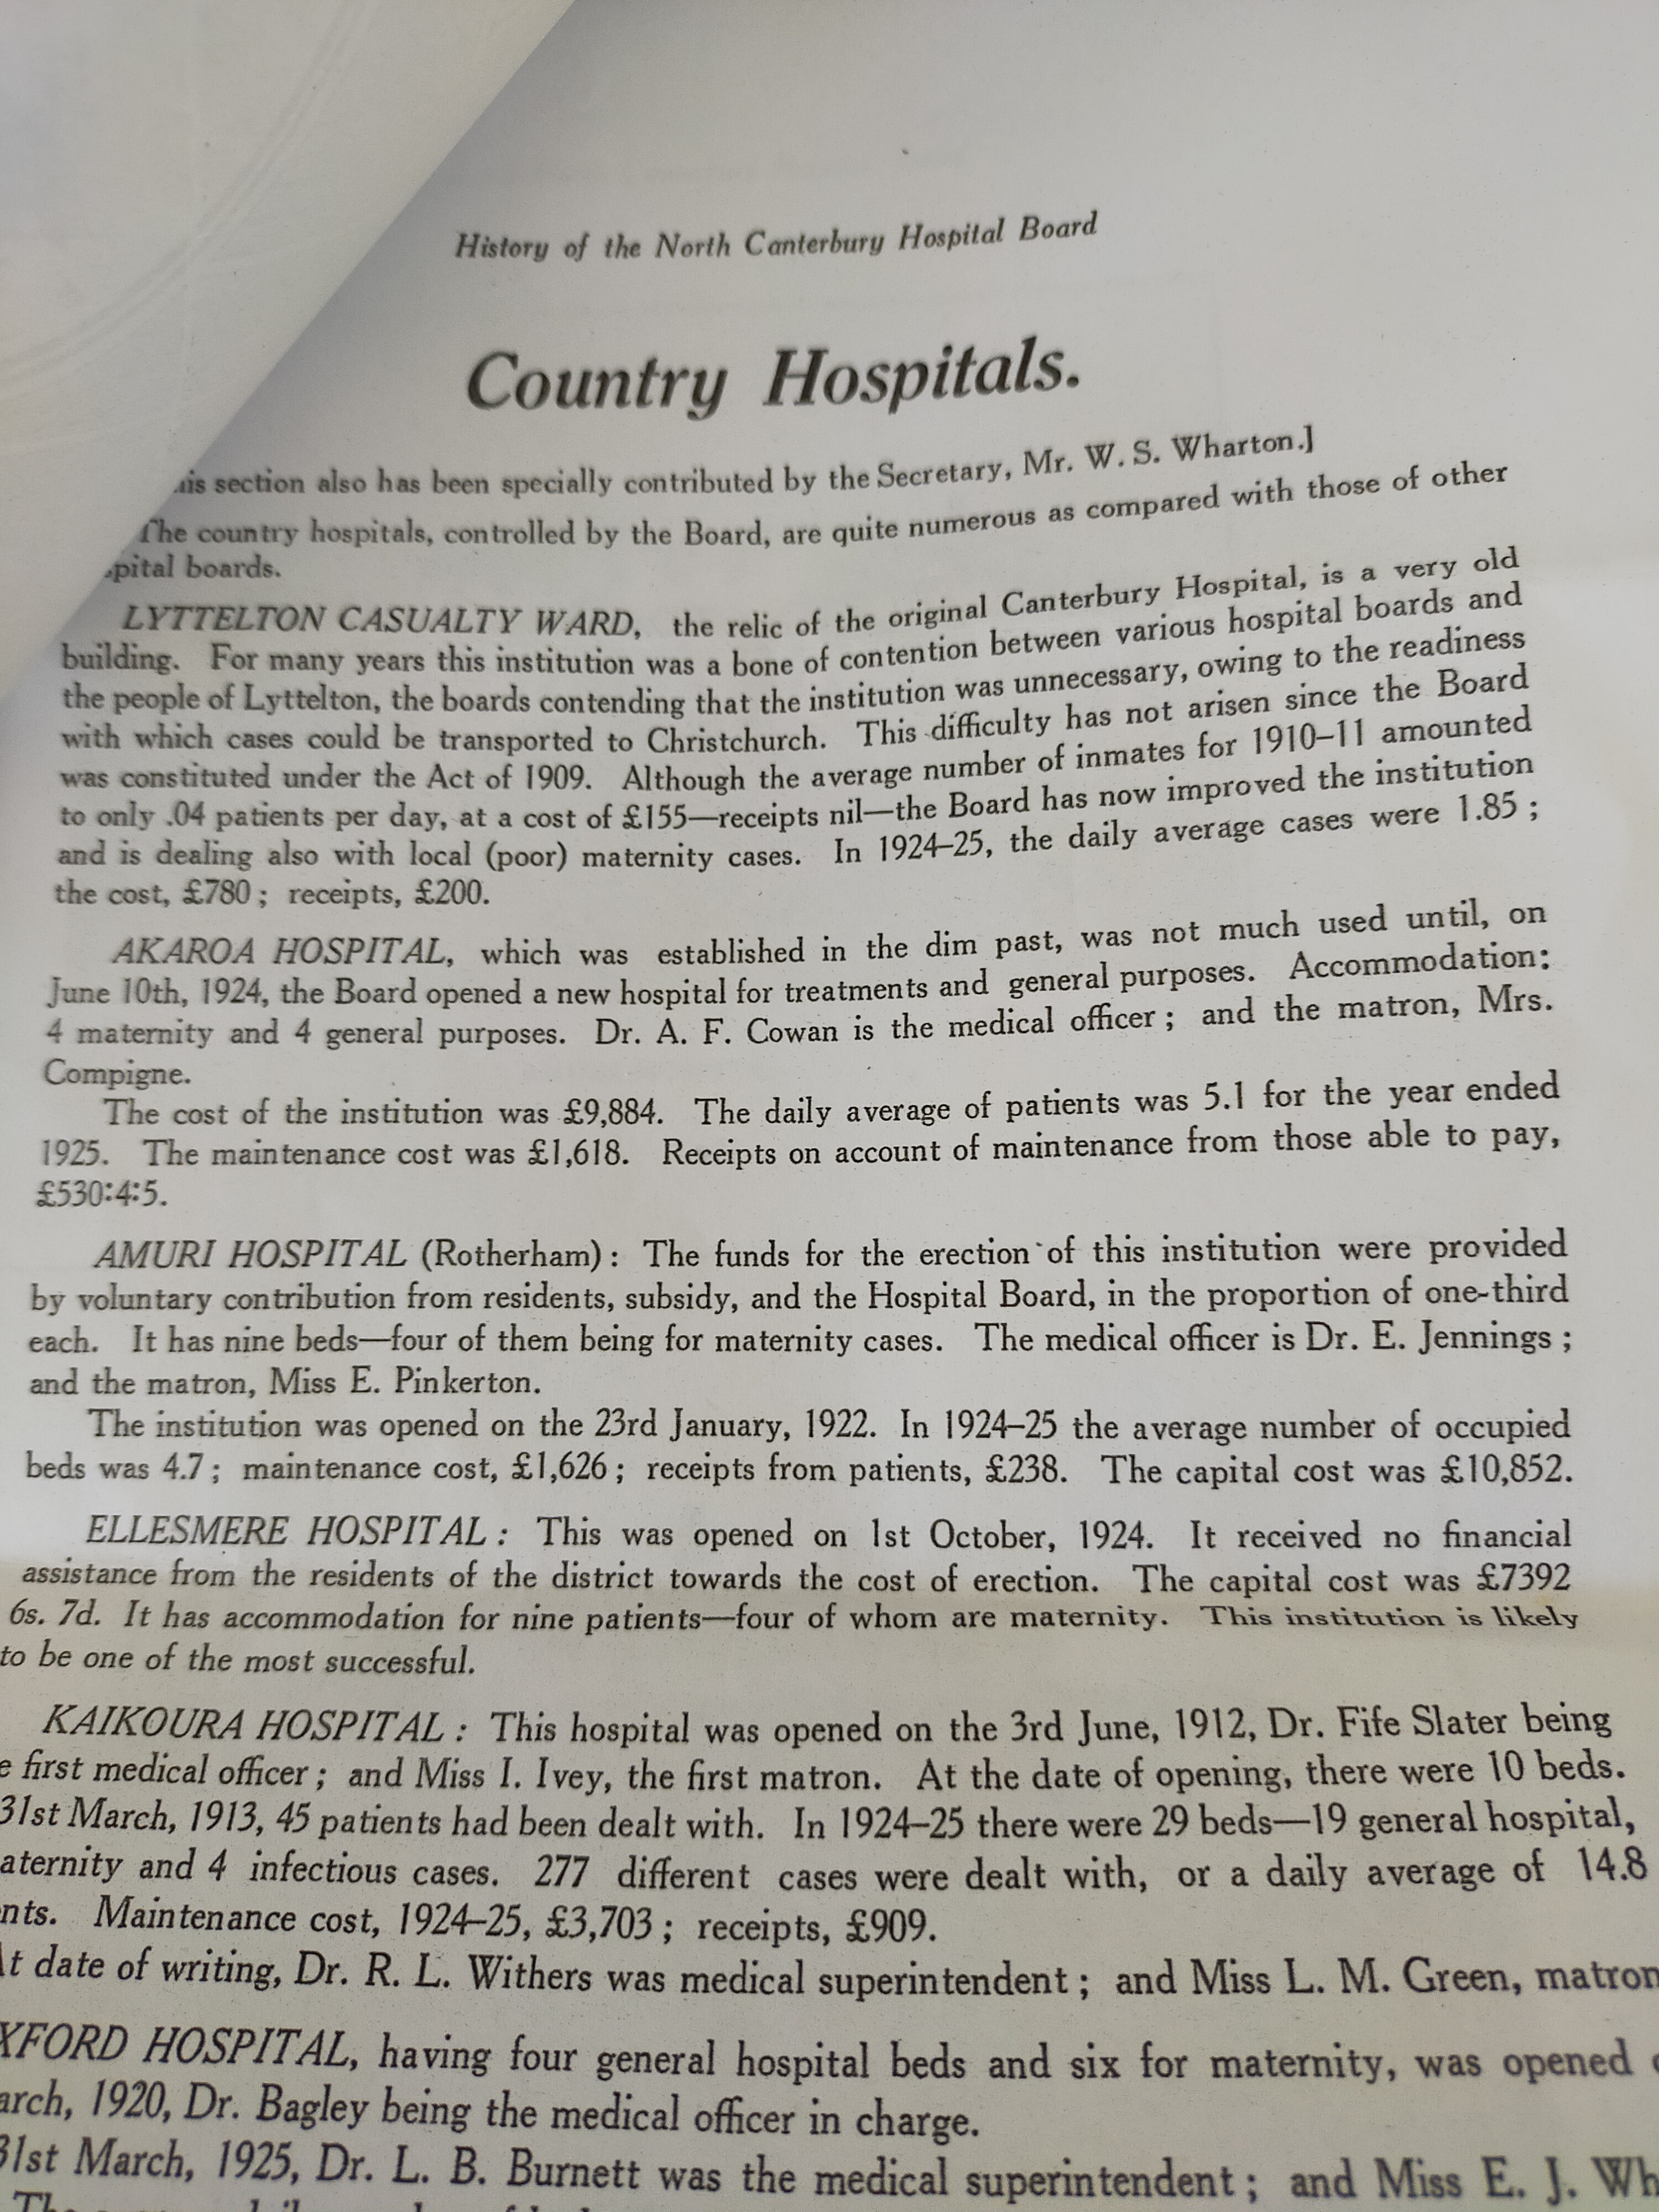 History of the North Canterbury Hospital Board
Country Hospitals.
section also has been specially contributed by the Secretary, Mr. W. S. Wharton.]
The country hospitals, controlled by the Board, are quite numerous as compared with those of other
boards.
LYTTELTON CASUALTY WARD, the relic of the original Canterbury Hospital, is a very old
building. For many years this institution was a bone of contention between various hospital boards and
the people of Lyttelton, the boards contending that the institution was unnecessary, owing to the readiness
with which cases could be transported to Christchurch. This difficulty has not arisen since the Board
was constituted under the Act of 1909. Although the average number of inmates for 1910–11 amounted
to only .04 patients per day, at a cost of £155—receipts nil—the Board has now improved the institution
and is dealing also with local (poor) maternity cases. In 1924–25, the daily average cases were 1.85 ;
the cost, £780 ; receipts, £200.
AKAROA HOSPITAL, which was established in the dim past, was not much used until, on
June 10th, 1924, the Board opened a new hospital for treatments and general purposes. Accommodation:
4 maternity and 4 general purposes. Dr. A. F. Cowan is the medical officer ; and the matron, Mrs.
Compigne.
The cost of the institution was £9,884. The daily average of patients was 5.1 for the year ended
1925. The maintenance cost was £1,618. Receipts on account of maintenance from those able to pay,
£530:4:5.
AMURI HOSPITAL (Rotherham) : The funds for the erection of this institution were provided
by voluntary contribution from residents, subsidy, and the Hospital Board, in the proportion of one-third
each. It has nine beds—four of them being for maternity cases. The medical officer is Dr. E. Jennings ;
and the matron, Miss E. Pinkerton.
The institution was opened on the 23rd January, 1922. In 1924–25 the average number of occupied
beds was 4.7 ; maintenance cost, £1,626 ; receipts from patients, £238. The capital cost was £10,852.
ELLESMERE HOSPITAL : This was opened on 1st October, 1924. It received no financial
assistance from the residents of the district towards the cost of erection. The capital cost was £7392
6s. 7d. It has accommodation for nine patients—four of whom are maternity. This institution is likely
to be one of the most successful.
KAIKOURA HOSPITAL : This hospital was opened on the 3rd June, 1912, Dr. Fife Slater being
first medical officer ; and Miss I. Ivey, the first matron. At the date of opening, there were 10 beds.
31st March, 1913, 45 patients had been dealt with. In 1924–25 there were 29 beds—19 general hospital,
and 4 infectious cases. 277 different cases were dealt with, or a daily average of 14.8
Maintenance cost, 1924–25, £3,703 ; receipts, £909.
At date of writing, Dr. R. L. Withers was medical superintendent ; and Miss L. M. Green, matron
HOSPITAL, having four general hospital beds and six for maternity, was opened
1920, Dr. Bagley being the medical officer in charge.
31st March, 1925, Dr. L. B. Burnett was the medical superintendent ; and Miss E. J.